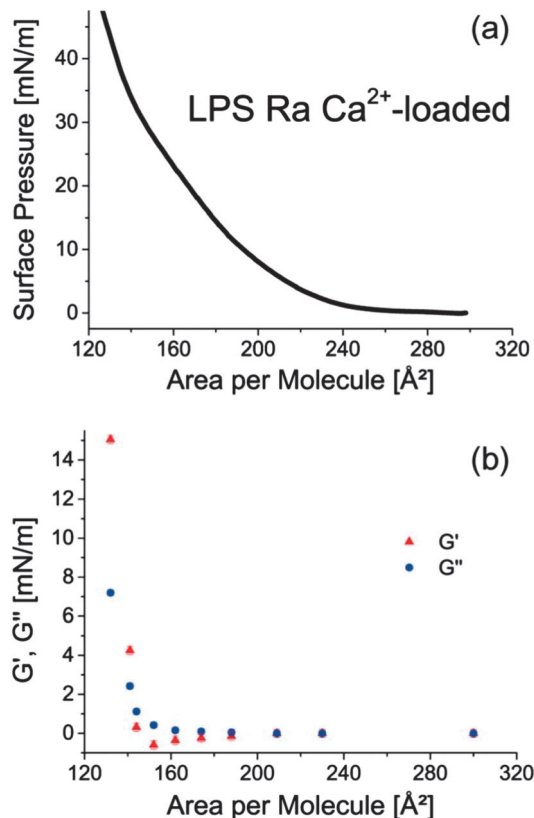 (a)
LPS Ra Ca²⁺-loaded
Surface Pressure [mN/m]
40
30
20
10
0
120 160 200 240 280 320
Area per Molecule [Å²]
(b)
G'
G"
G', G" [mN/m]
14
12
10
8
6
4
2
0
120 160 200 240 280 320
Area per Molecule [Å²]